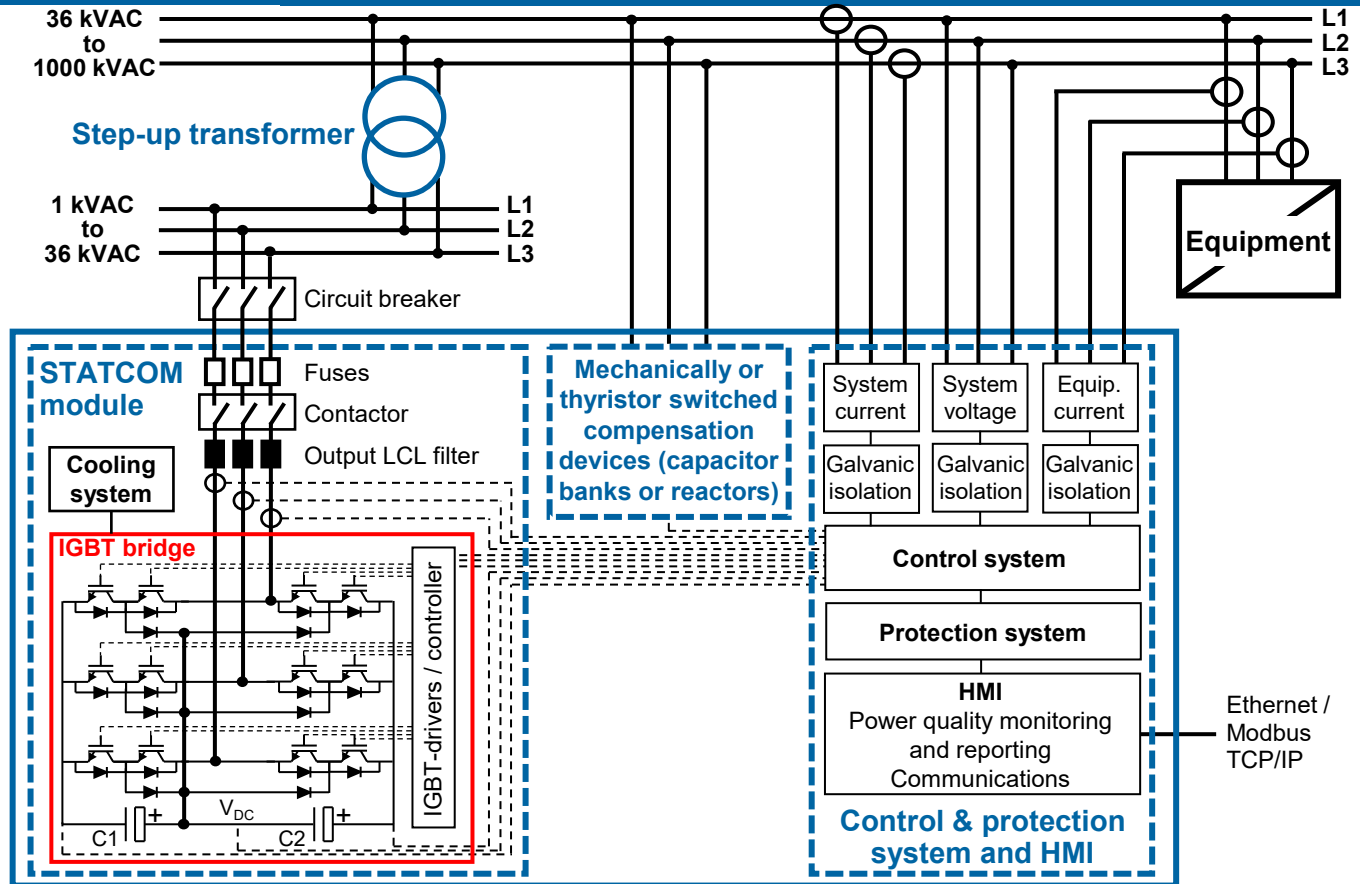 36 kVAC
to
1000 kVAC
L1
L2
L3
Step-up transformer
1 kVAC
to
36 kVAC
L1
L2
L3
Equipment
Circuit breaker
STATCOM
module
Fuses
Contactor
Output LCL filter
Cooling
system
IGBT bridge
IGBT-drivers / controller
VDC
C1
+
C2
+
Mechanically or
thyristor switched
compensation
devices (capacitor
banks or reactors)
System
current
System
voltage
Equip.
current
Galvanic
isolation
Galvanic
isolation
Galvanic
isolation
Control system
Protection system
HMI
Power quality monitoring
and reporting
Communications
Control & protection
system and HMI
Ethernet /
Modbus
TCP/IP